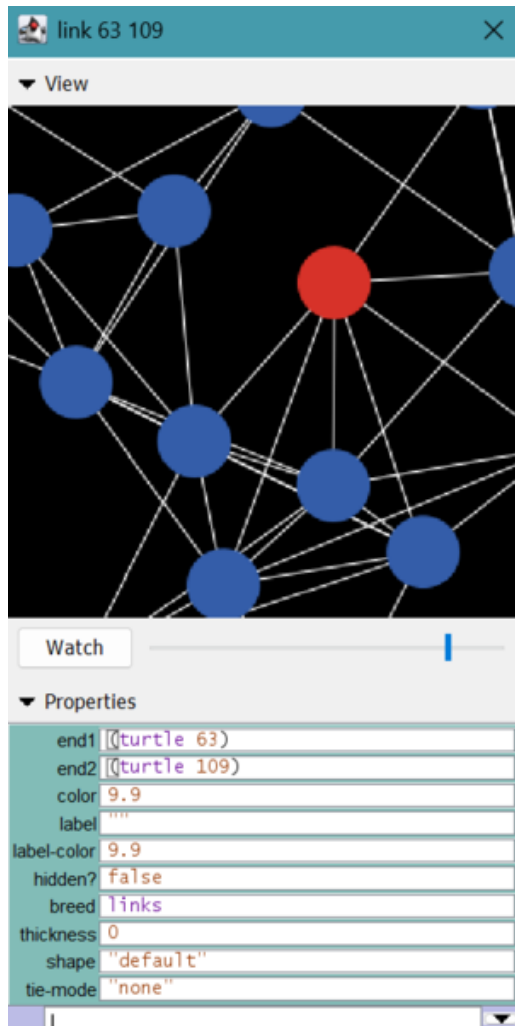 link 63 109
View
Watch
Properties
end1 (turtle 63)
end2 (turtle 109)
color 9.9
label ""
label-color 9.9
hidden? false
breed links
thickness 0
shape "default"
tie-mode "none"